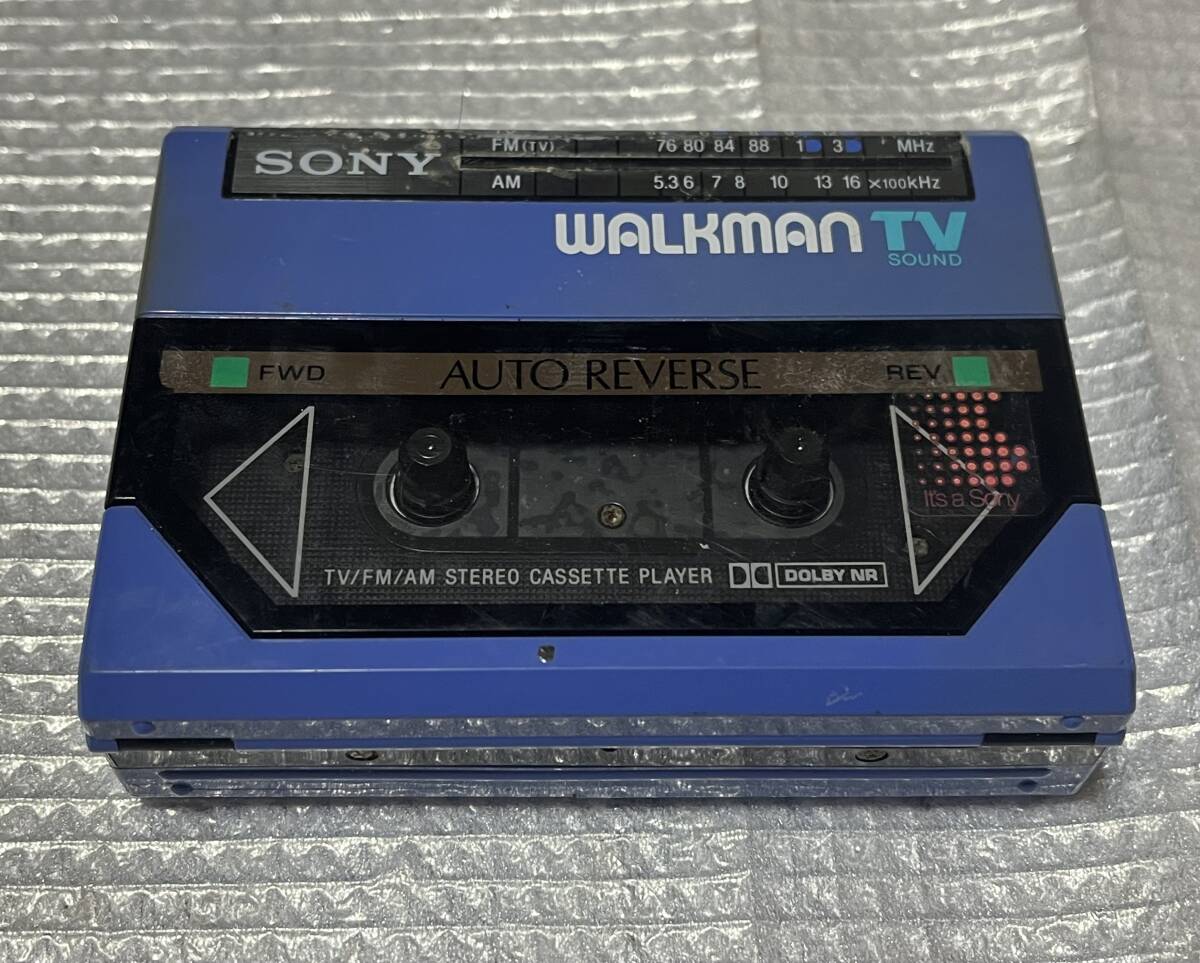 SONY
FM(TV) 76 80 84 88 1 3 MHz
AM 5.3 6 7 8 10 13 16 ×100kHz
WALKMAN TV
SOUND
FWD AUTO REVERSE REV
It's a Sony
TV/FM/AM STEREO CASSETTE PLAYER DOLBY NR